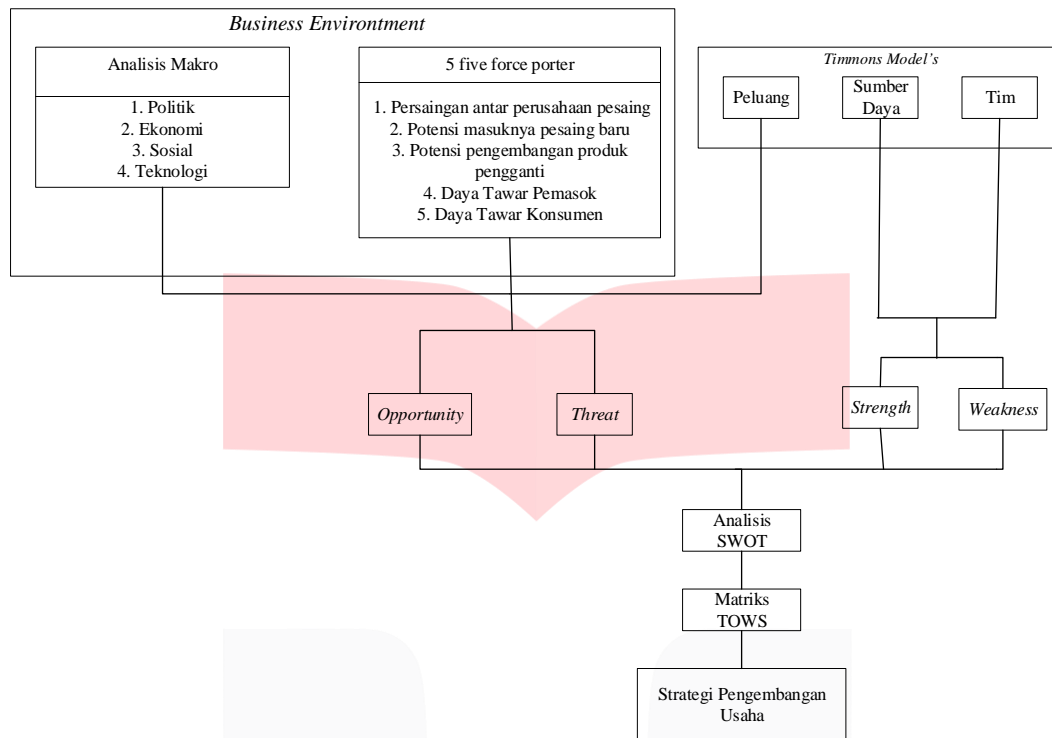 Business Environtment
Analisis Makro
1. Politik
2. Ekonomi
3. Sosial
4. Teknologi
5 five force porter
1. Persaingan antar perusahaan pesaing
2. Potensi masuknya pesaing baru
3. Potensi pengembangan produk
pengganti
4. Daya Tawar Pemasok
5. Daya Tawar Konsumen
Timmons Model’s
Peluang
Sumber
Daya
Tim
Opportunity
Threat
Strength
Weakness
Analisis
SWOT
Matriks
TOWS
Strategi Pengembangan
Usaha